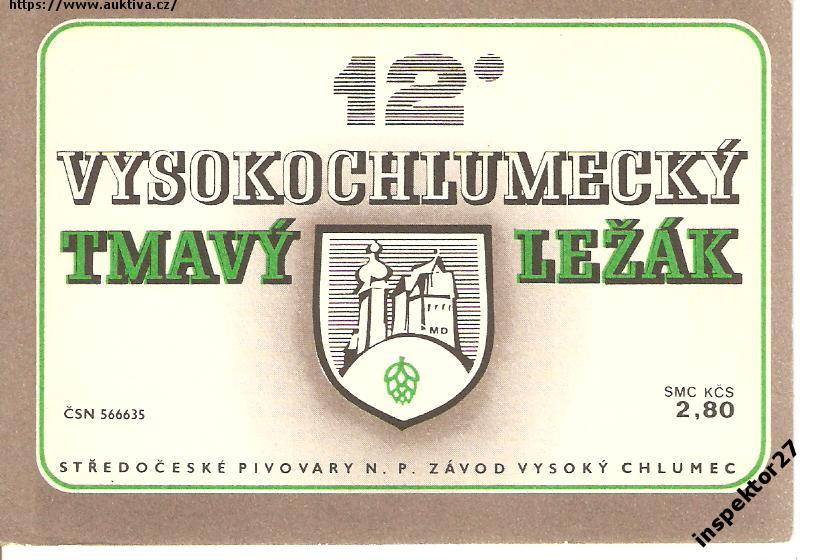 https://www.auktiva.cz/
12°
VYSOKOCHLUMECKÝ
TMAVÝ LEŽÁK
MD
ČSN 566635
SMC KČS
2,80
STŘEDOČESKÉ PIVOVARY N. P. ZÁVOD VYSOKÝ CHLUMEC
inspektor27